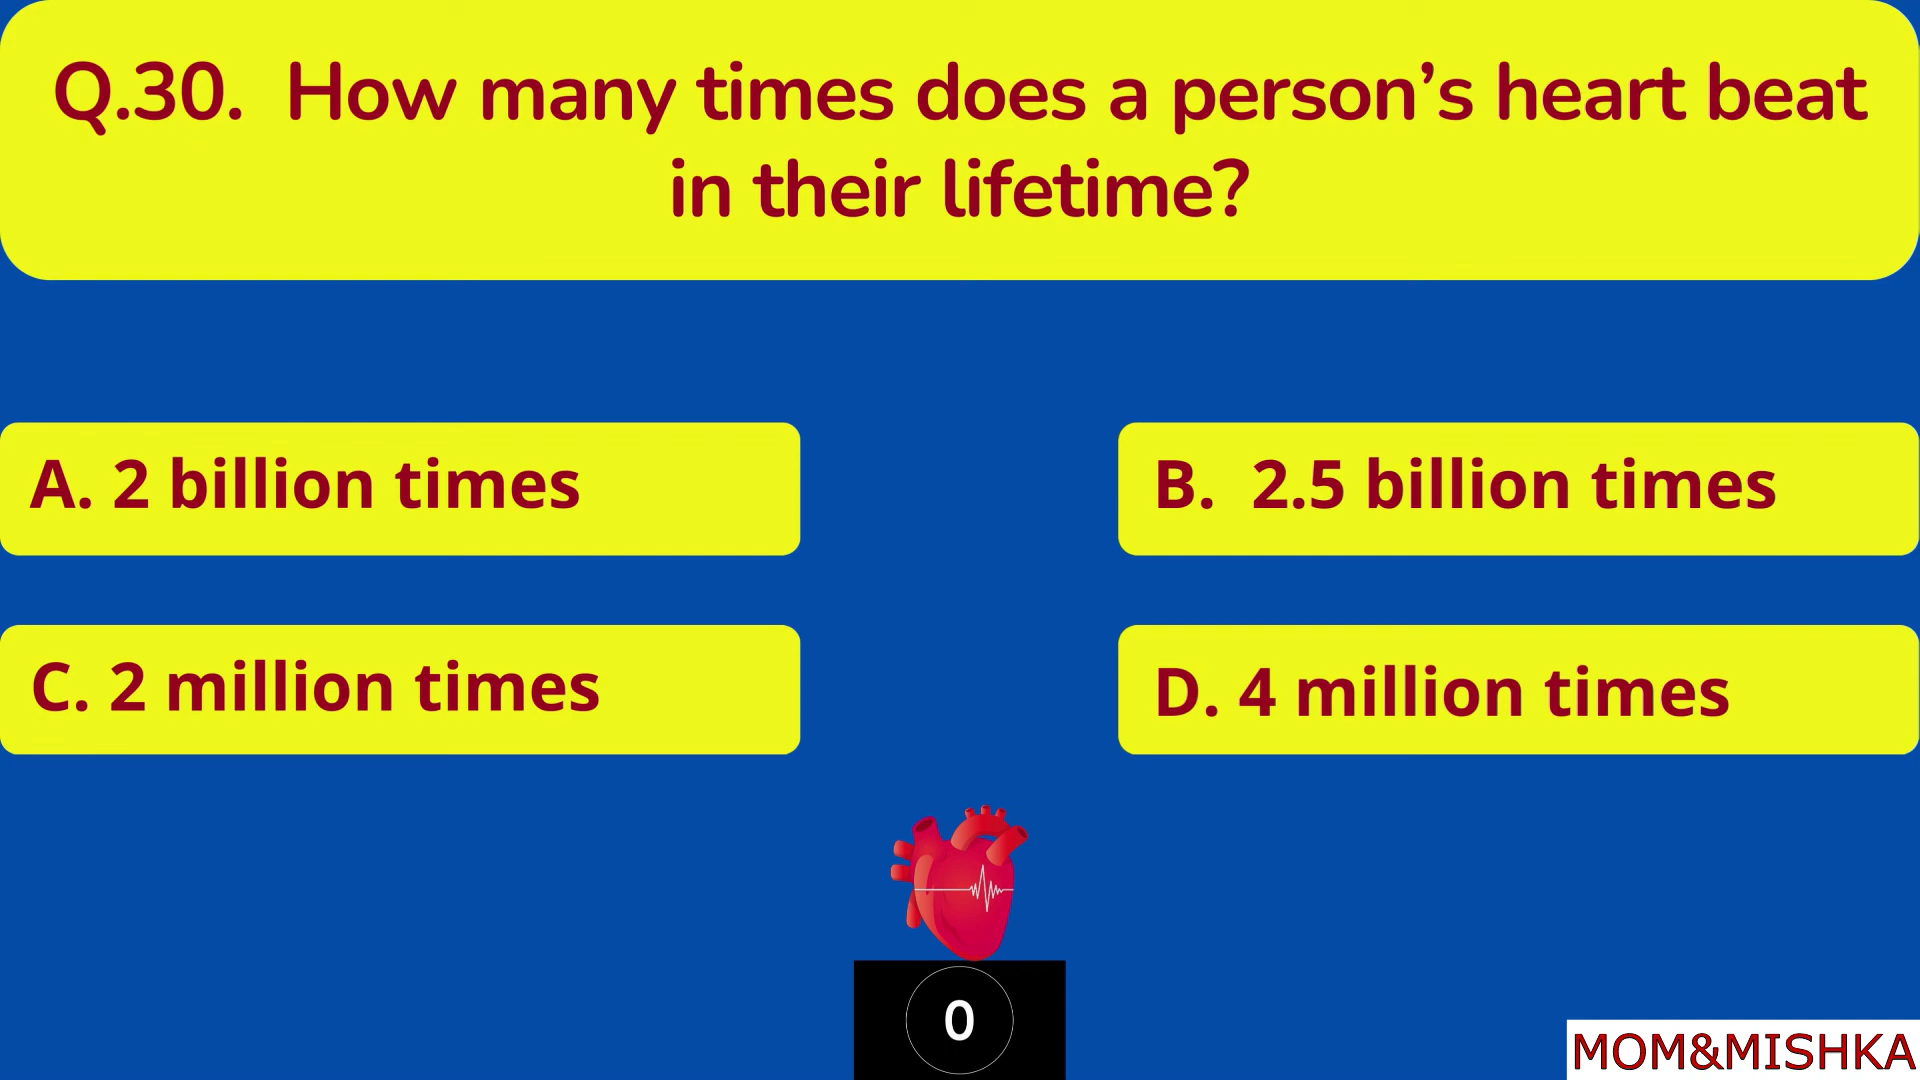 Q.30. How many times does a person’s heart beat
in their lifetime?
A. 2 billion times
B. 2.5 billion times
C. 2 million times
D. 4 million times
0
MOM&MISHKA